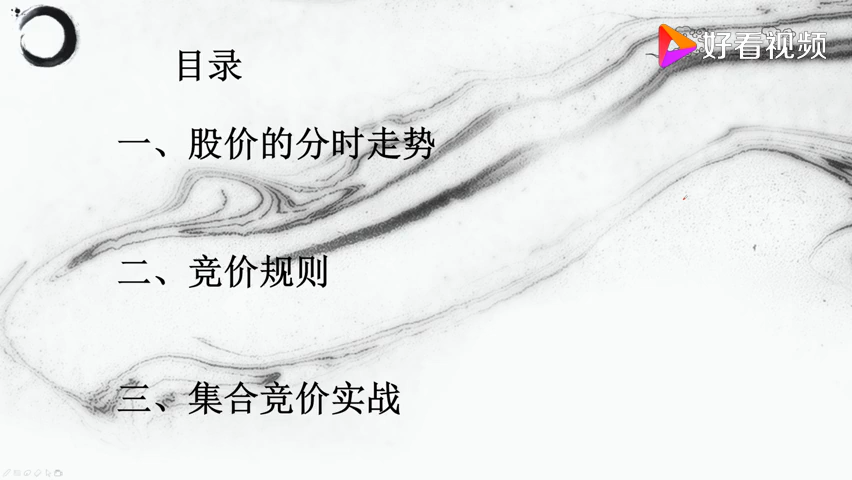 好看视频
目录
一、股价的分时走势
二、竞价规则
三、集合竞价实战